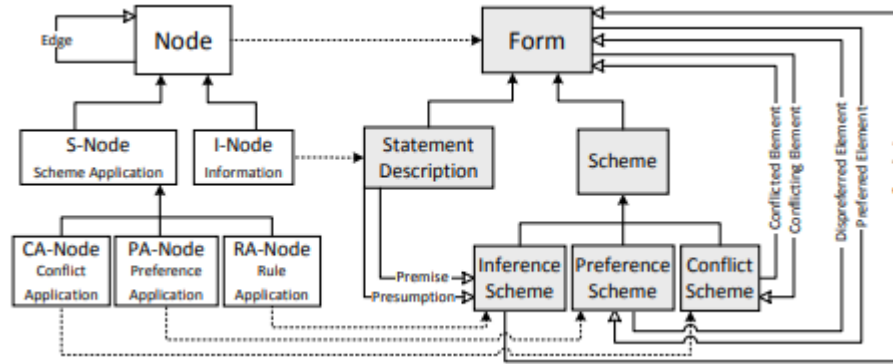 Edge
Node
Form
S-Node
Scheme Application
I-Node
Information
Statement
Description
Scheme
Conflicted Element
Conflicting Element
Dispreferred Element
Preferred Element
CA-Node
Conflict
Application
PA-Node
Preference
Application
RA-Node
Rule
Application
Premise
Presumption
Inference
Scheme
Preference
Scheme
Conflict
Scheme